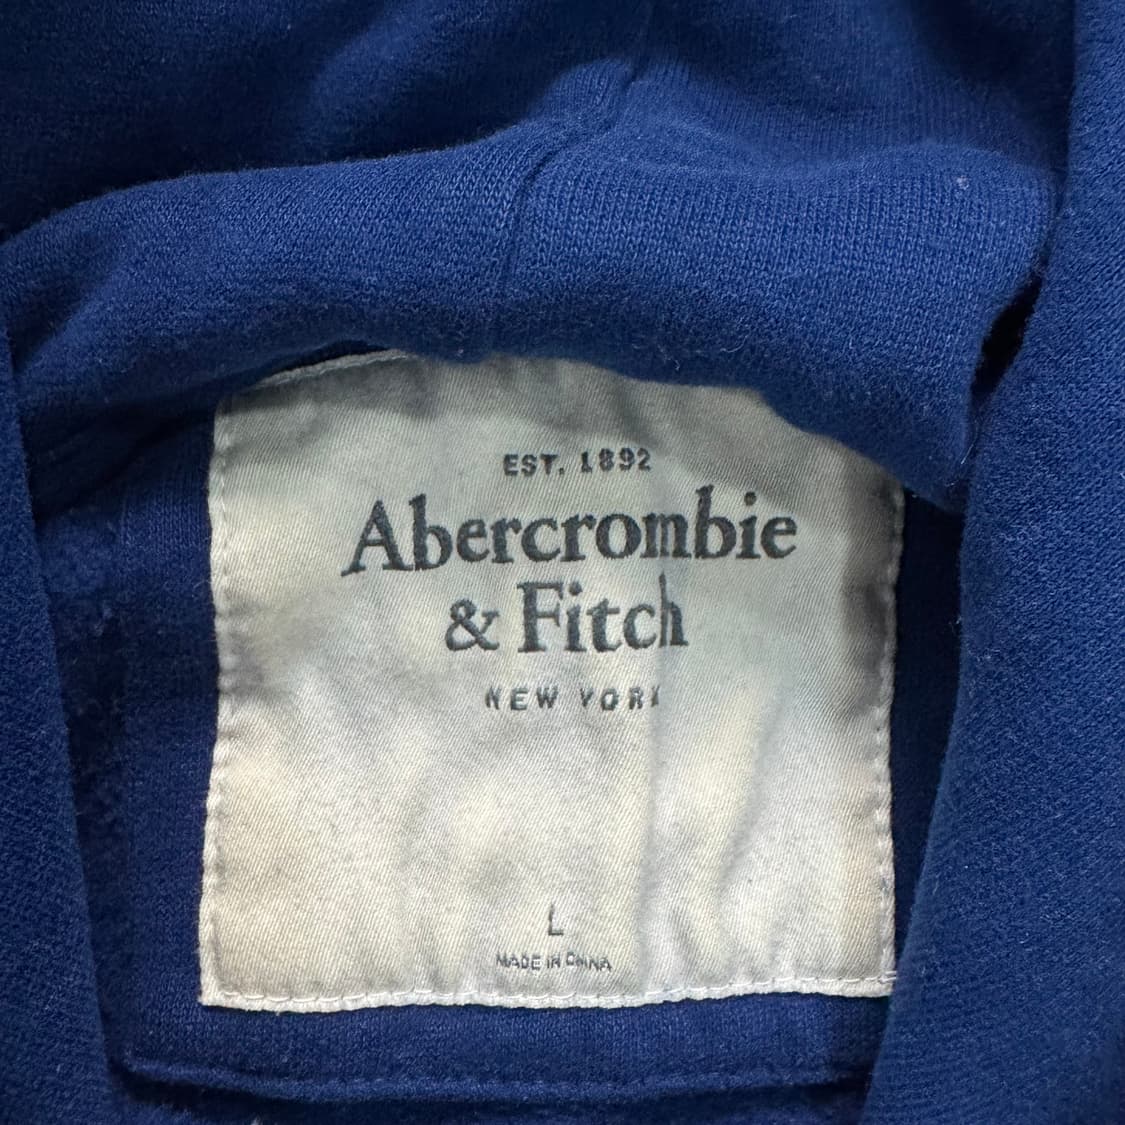 EST. 1892
Abercrombie
& Fitch
NEW YORK
L
MADE IN CHINA